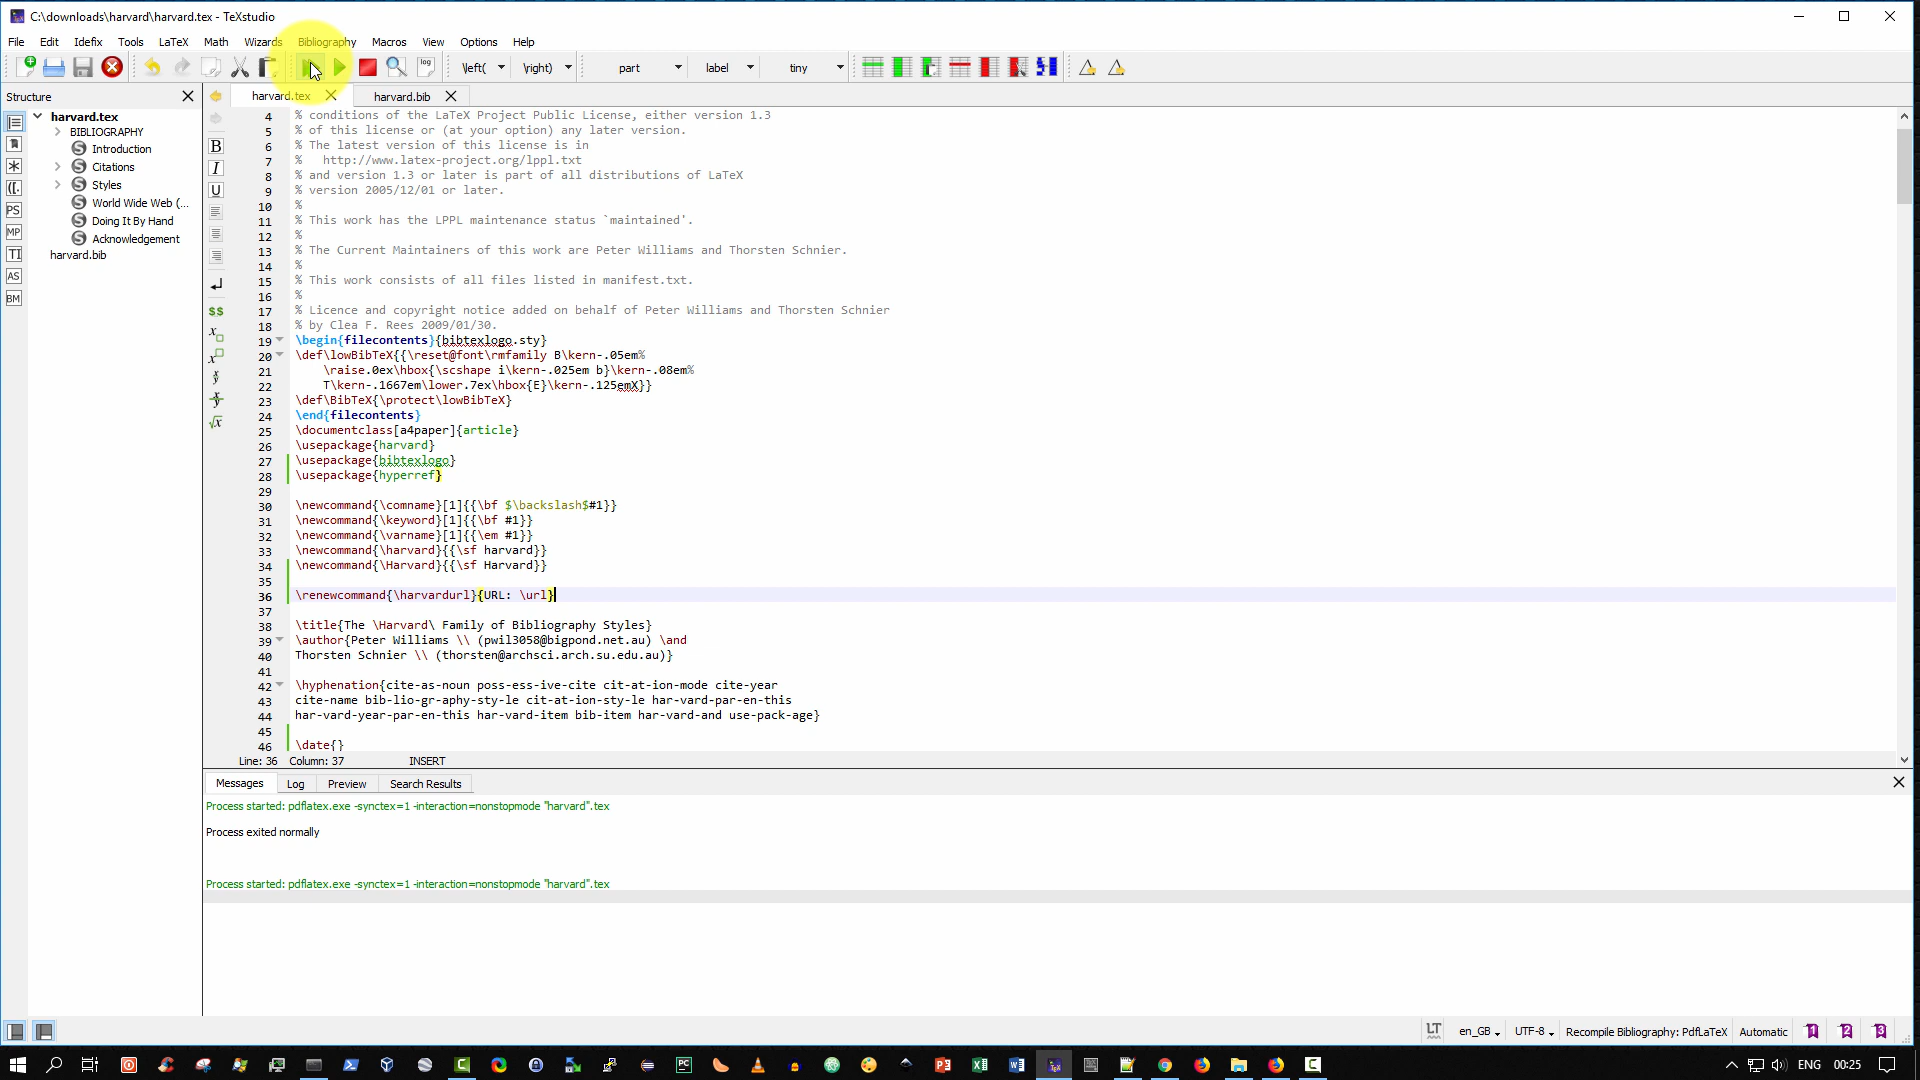 C:\downloads\harvard\harvard.tex - TeXstudio
File Edit Idefix Tools LaTeX Math Wizards Bibliography Macros View Options Help
log \left( \right) part label tiny
Structure
harvard.tex harvard.bib
harvard.tex
BIBLIOGRAPHY
Introduction
Citations
Styles
World Wide Web (...
Doing It By Hand
Acknowledgement
harvard.bib
PS
MP
TI
AS
BM
B
I
U
$$
4 % conditions of the LaTeX Project Public License, either version 1.3
5 % of this license or (at your option) any later version.
6 % The latest version of this license is in
7 %   http://www.latex-project.org/lppl.txt
8 % and version 1.3 or later is part of all distributions of LaTeX
9 % version 2005/12/01 or later.
10 %
11 % This work has the LPPL maintenance status `maintained'.
12 %
13 % The Current Maintainers of this work are Peter Williams and Thorsten Schnier.
14 %
15 % This work consists of all files listed in manifest.txt.
16 %
17 % Licence and copyright notice added on behalf of Peter Williams and Thorsten Schnier
18 % by Clea F. Rees 2009/01/30.
19 \begin{filecontents}{bibtexlogo.sty}
20 \def\lowBibTeX{{\reset@font\rmfamily B\kern-.05em%
21     \raise.0ex\hbox{\scshape i\kern-.025em b}\kern-.08em%
22     T\kern-.1667em\lower.7ex\hbox{E}\kern-.125emX}}
23 \def\BibTeX{\protect\lowBibTeX}
24 \end{filecontents}
25 \documentclass[a4paper]{article}
26 \usepackage{harvard}
27 \usepackage{bibtexlogo}
28 \usepackage{hyperref}
29
30 \newcommand{\comname}[1]{{\bf $\backslash$#1}}
31 \newcommand{\keyword}[1]{{\bf #1}}
32 \newcommand{\varname}[1]{{\em #1}}
33 \newcommand{\harvard}{{\sf harvard}}
34 \newcommand{\Harvard}{{\sf Harvard}}
35
36 \renewcommand{\harvardurl}{URL: \url}
37
38 \title{The \Harvard\ Family of Bibliography Styles}
39 \author{Peter Williams \\ (pwil3058@bigpond.net.au) \and
40 Thorsten Schnier \\ (thorsten@archsci.arch.su.edu.au)}
41
42 \hyphenation{cite-as-noun poss-ess-ive-cite cit-at-ion-mode cite-year
43 cite-name bib-lio-gr-aphy-sty-le cit-at-ion-sty-le har-vard-par-en-this
44 har-vard-year-par-en-this har-vard-item bib-item har-vard-and use-pack-age}
45
46 \date{}
Line: 36 Column: 37 INSERT
Messages Log Preview Search Results
Process started: pdflatex.exe -synctex=1 -interaction=nonstopmode "harvard".tex
Process exited normally
Process started: pdflatex.exe -synctex=1 -interaction=nonstopmode "harvard".tex
LT en_GB UTF-8 Recompile Bibliography: PdfLaTeX Automatic 1 2 3
ENG 00:25